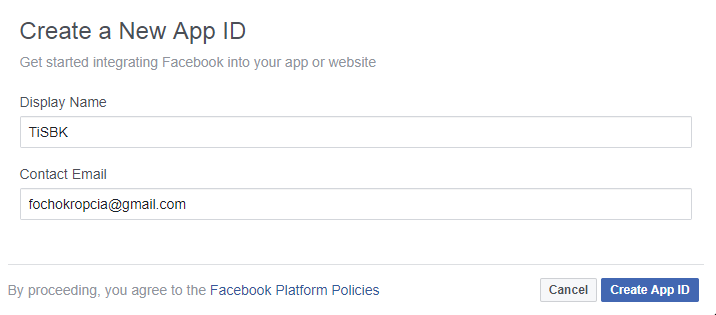 Create a New App ID
Get started integrating Facebook into your app or website
Display Name
TiSBK
Contact Email
fochokropcia@gmail.com
By proceeding, you agree to the Facebook Platform Policies
Cancel
Create App ID